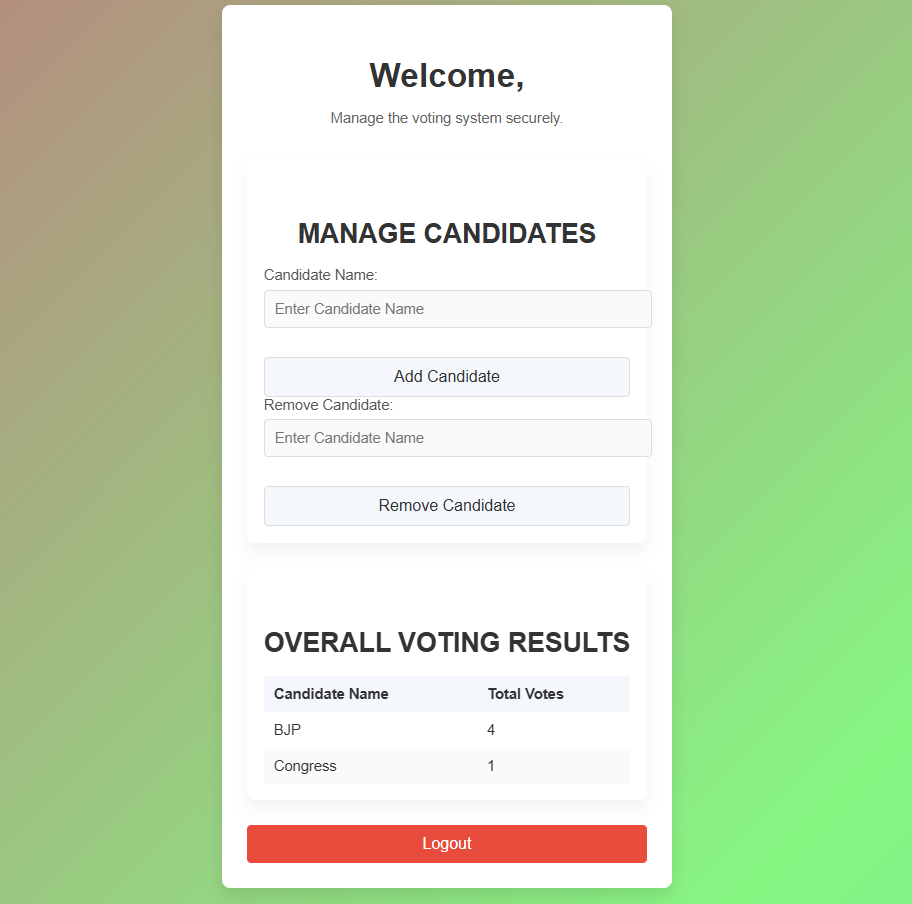 Welcome,
Manage the voting system securely.
MANAGE CANDIDATES
Candidate Name:
Enter Candidate Name
Add Candidate
Remove Candidate:
Enter Candidate Name
Remove Candidate
OVERALL VOTING RESULTS
Candidate Name Total Votes
BJP 4
Congress 1
Logout